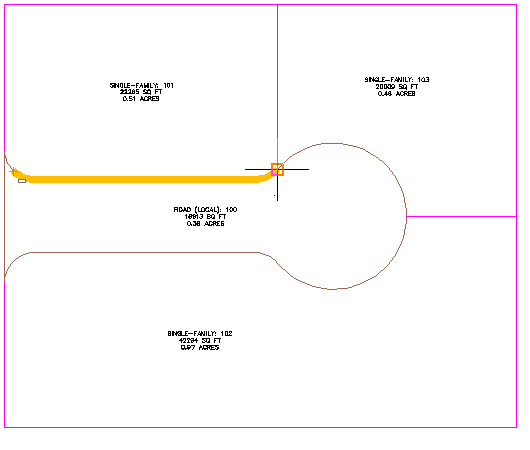 SINGLE-FAMILY: 101
22285 SQ FT
0.51 ACRES
SINGLE-FAMILY: 103
20009 SQ FT
0.46 ACRES
ROAD (LOCAL): 100
16913 SQ FT
0.38 ACRES
SINGLE-FAMILY: 102
42294 SQ FT
0.97 ACRES